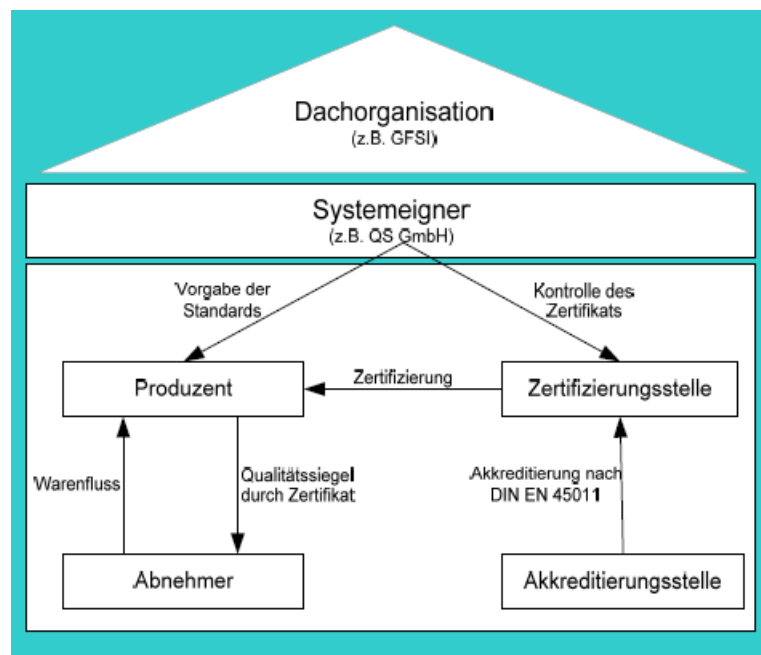 Dachorganisation
(z.B. GFSI)
Systemeigner
(z.B. QS GmbH)
Vorgabe der
Standards
Kontrolle des
Zertifikats
Produzent
Zertifizierung
Zertifizierungsstelle
Warenfluss
Qualitätssiegel
durch Zertifikat
Akkreditierung nach
DIN EN 45011
Abnehmer
Akkreditierungsstelle